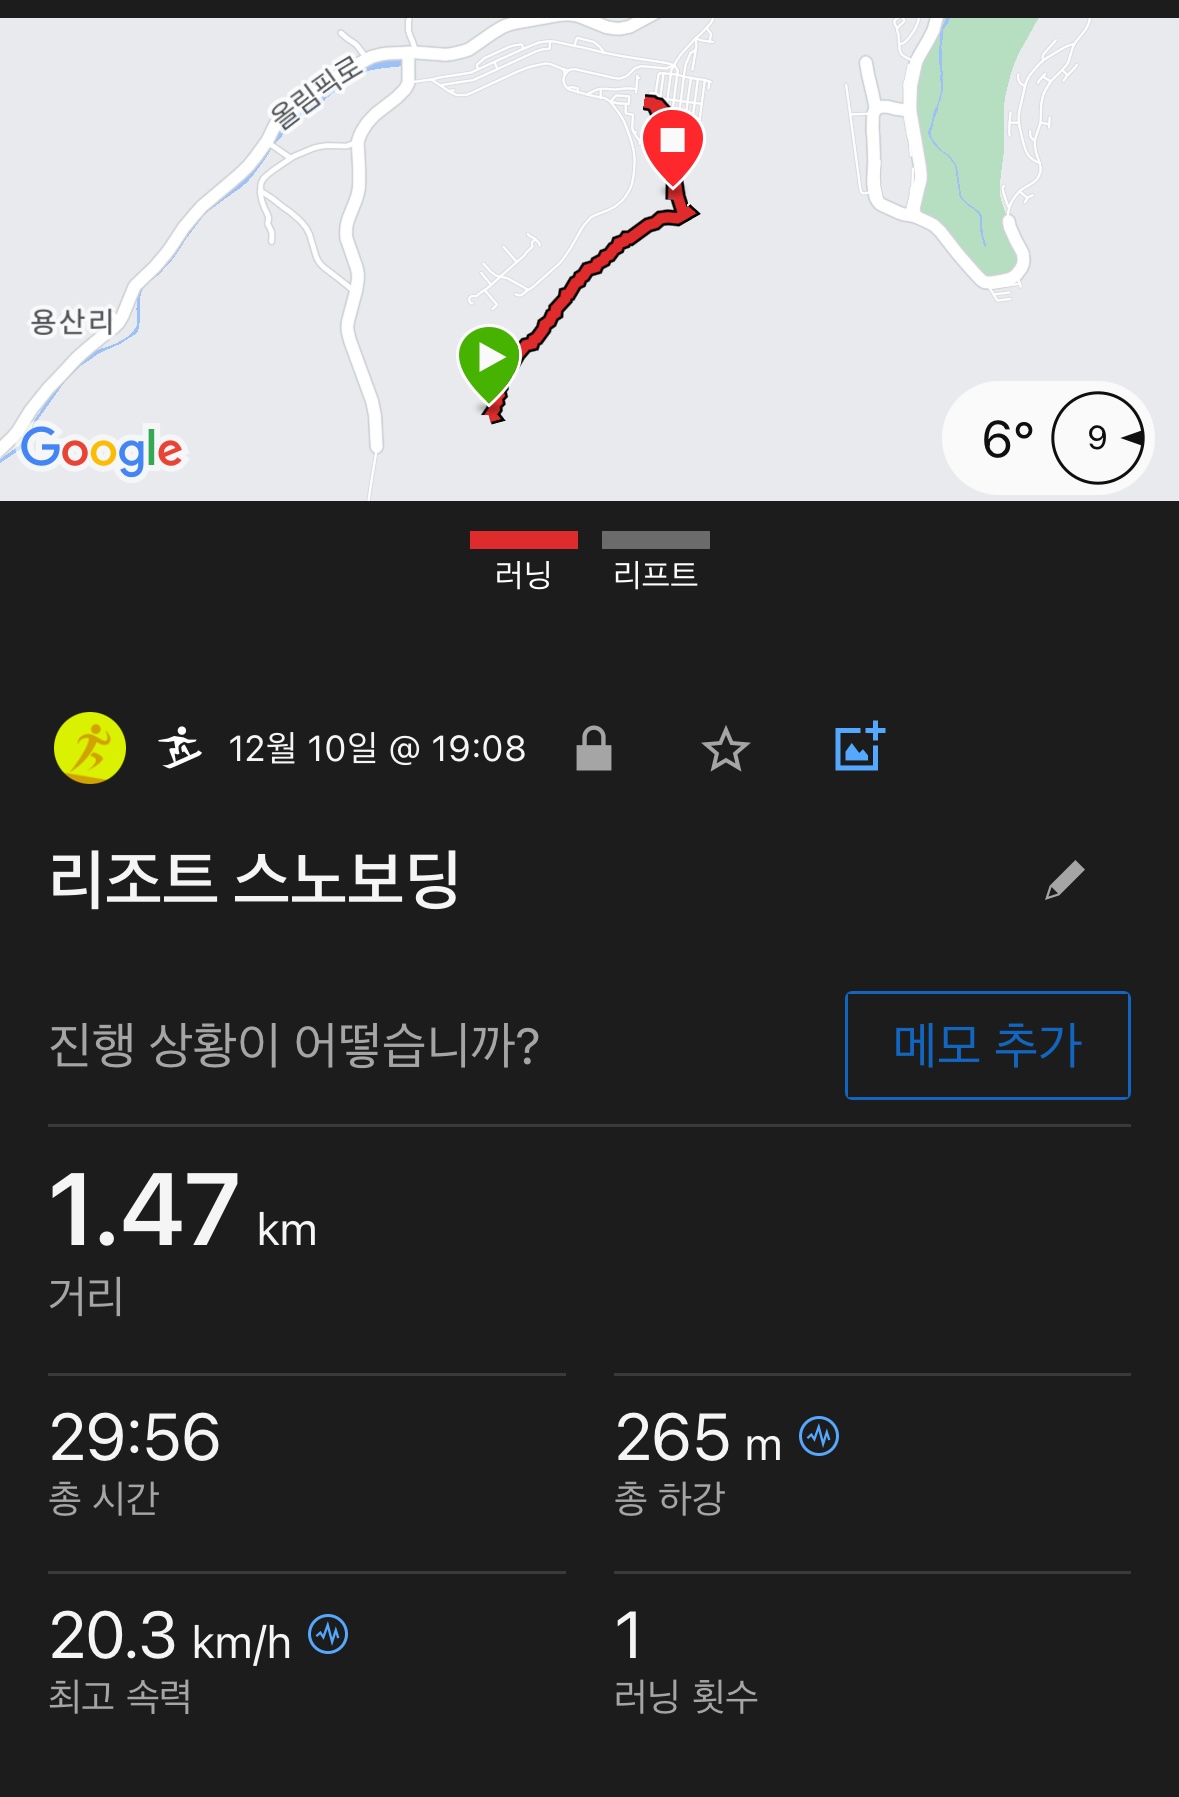 올림픽로
용산리
Google
6° 9
러닝 리프트
12월 10일 @ 19:08
리조트 스노보딩
진행 상황이 어떻습니까?
메모 추가
1.47 km
거리
29:56
총 시간
265 m
총 하강
20.3 km/h
최고 속력
1
러닝 횟수